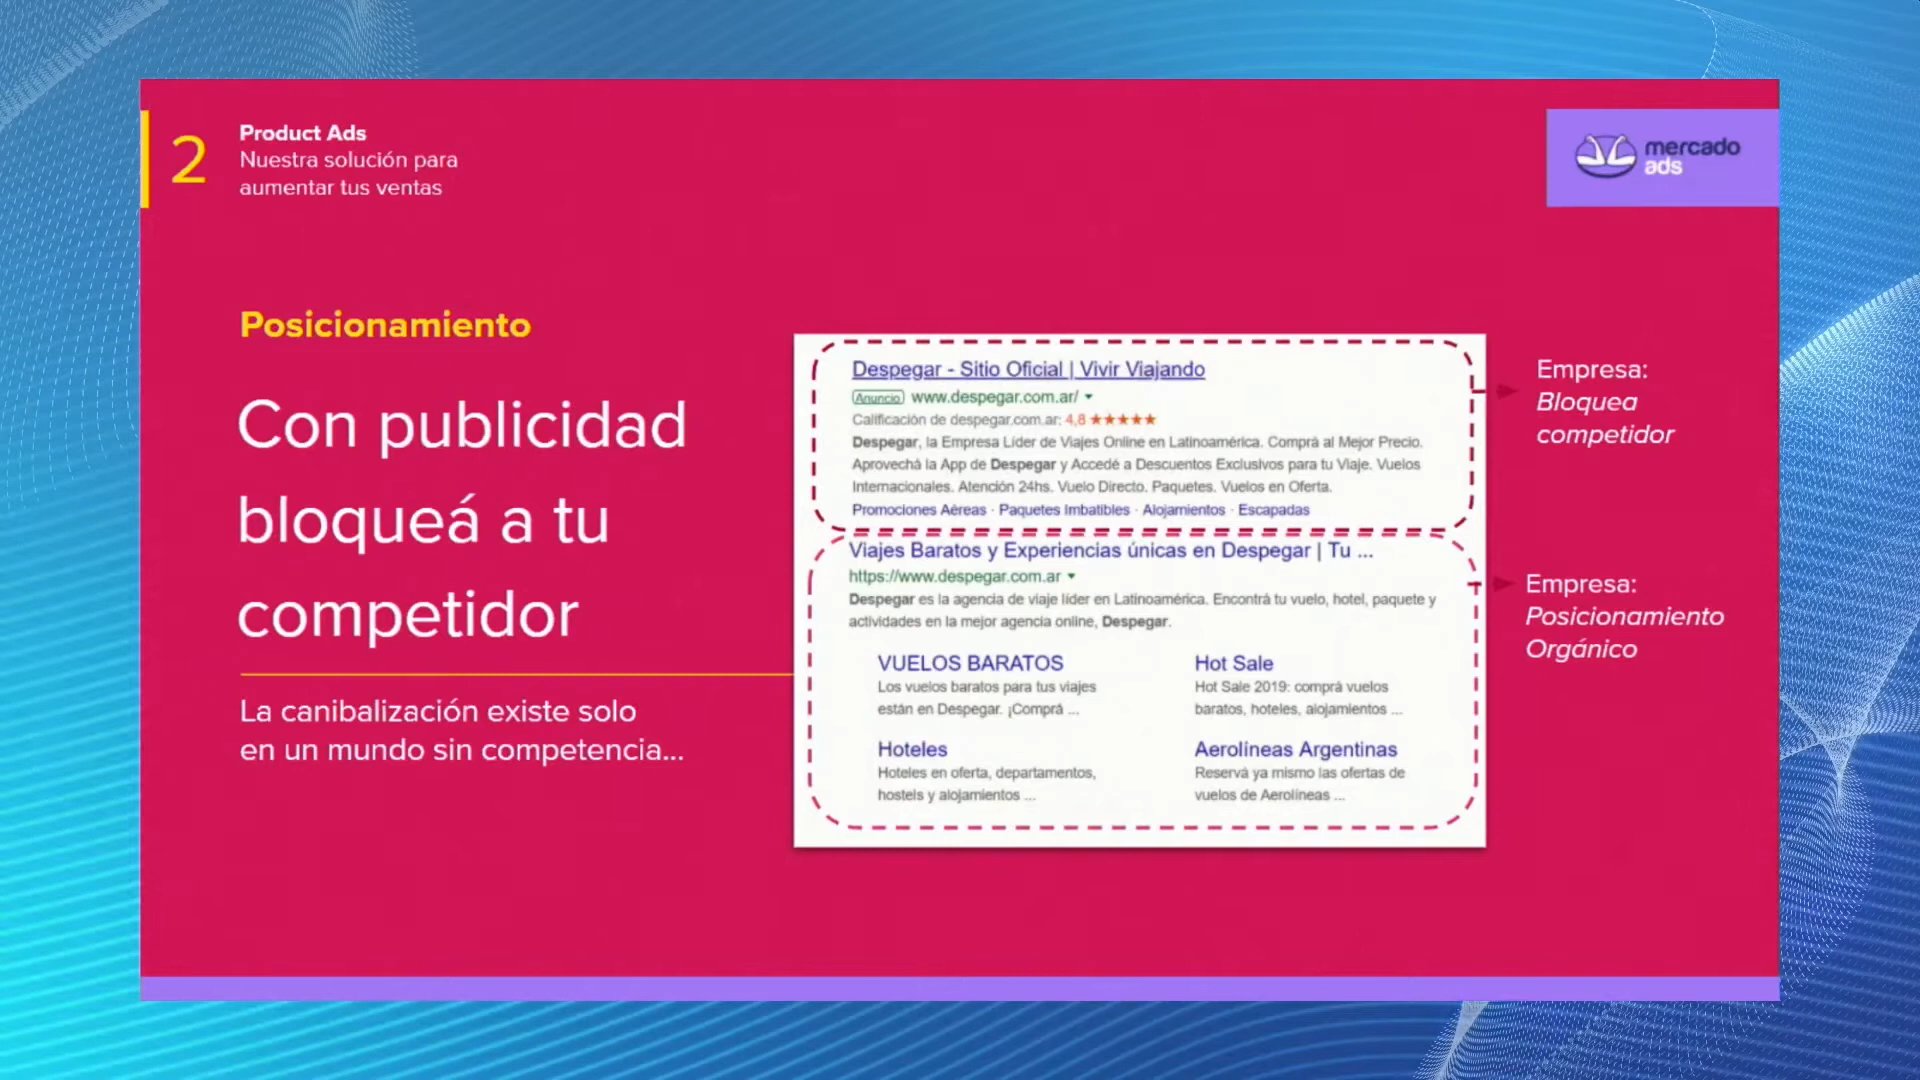 2
Product Ads
Nuestra solución para
aumentar tus ventas
mercado
ads
Posicionamiento
Con publicidad
bloqueá a tu
competidor
La canibalización existe solo
en un mundo sin competencia...
Despegar - Sitio Oficial | Vivir Viajando
Anuncio www.despegar.com.ar/
Calificación de despegar.com.ar: 4,8 ★★★★★
Despegar, la Empresa Líder de Viajes Online en Latinoamérica. Comprá al Mejor Precio.
Aprovechá la App de Despegar y Accedé a Descuentos Exclusivos para tu Viaje. Vuelos
Internacionales. Atención 24hs. Vuelo Directo. Paquetes. Vuelos en Oferta.
Promociones Aéreas · Paquetes Imbatibles · Alojamientos · Escapadas
Viajes Baratos y Experiencias únicas en Despegar | Tu ...
https://www.despegar.com.ar
Despegar es la agencia de viaje líder en Latinoamérica. Encontrá tu vuelo, hotel, paquete y
actividades en la mejor agencia online, Despegar.
VUELOS BARATOS
Los vuelos baratos para tus viajes
están en Despegar. ¡Comprá ...
Hot Sale
Hot Sale 2019: comprá vuelos
baratos, hoteles, alojamientos ...
Hoteles
Hoteles en oferta, departamentos,
hostels y alojamientos ...
Aerolíneas Argentinas
Reservá ya mismo las ofertas de
vuelos de Aerolíneas ...
Empresa:
Bloquea
competidor
Empresa:
Posicionamiento
Orgánico